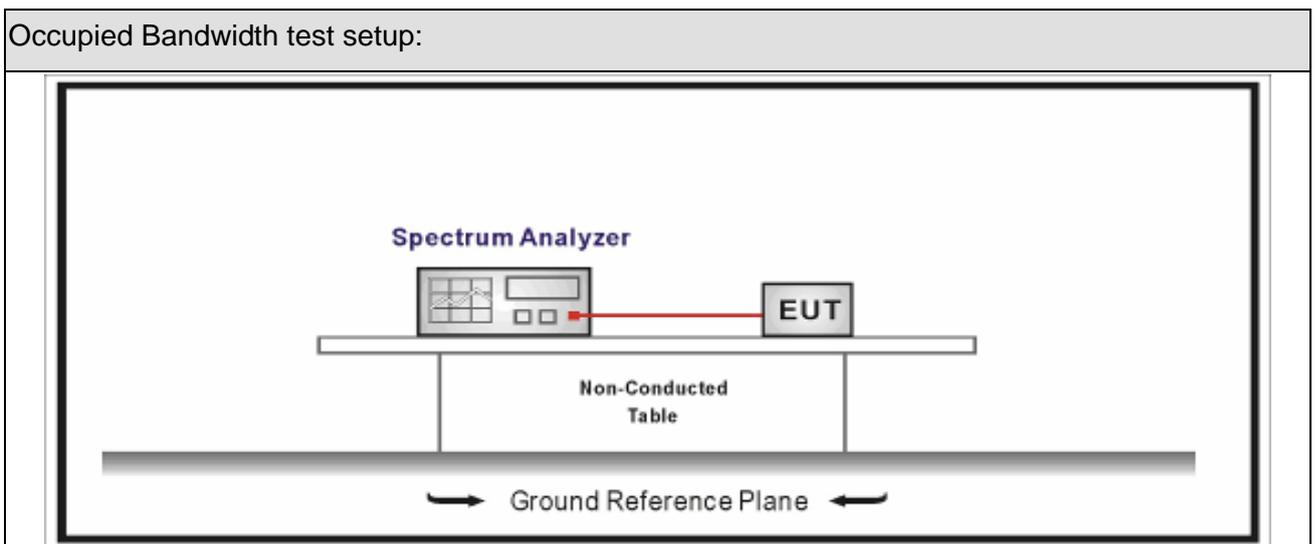 Occupied Bandwidth test setup:
Spectrum Analyzer
EUT
Non-Conducted
Table
Ground Reference Plane